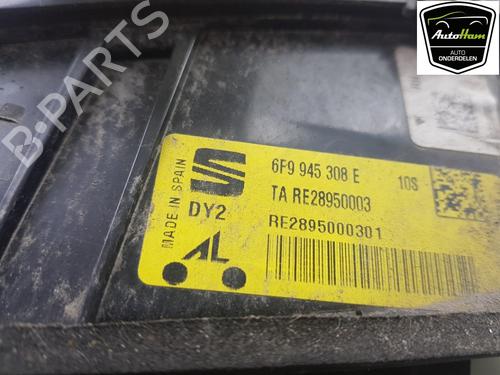 AutoHam
AUTO
ONDERDELEN
B-PARTS
MADE IN SPAIN
DY2
AL
6F9 945 308 E
10S
TA RE28950003
RE2895000301